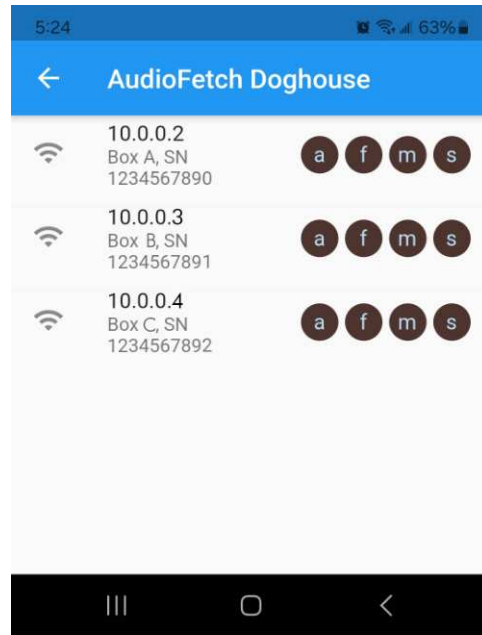 5:24 63%
AudioFetch Doghouse
10.0.0.2
Box A, SN
1234567890
a f m s
10.0.0.3
Box B, SN
1234567891
a f m s
10.0.0.4
Box C, SN
1234567892
a f m s